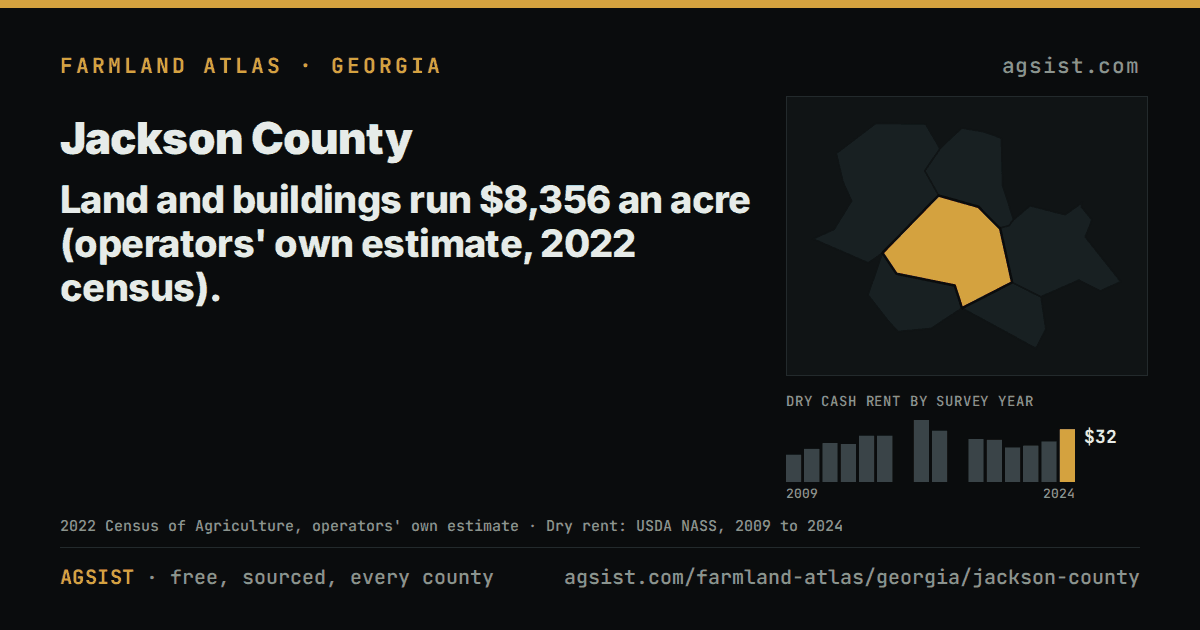 FARMLAND ATLAS · GEORGIA
agsist.com
Jackson County
Land and buildings run $8,356 an acre
(operators' own estimate, 2022
census).
DRY CASH RENT BY SURVEY YEAR
$32
2009
2024
2022 Census of Agriculture, operators' own estimate · Dry rent: USDA NASS, 2009 to 2024
AGSIST · free, sourced, every county
agsist.com/farmland-atlas/georgia/jackson-county